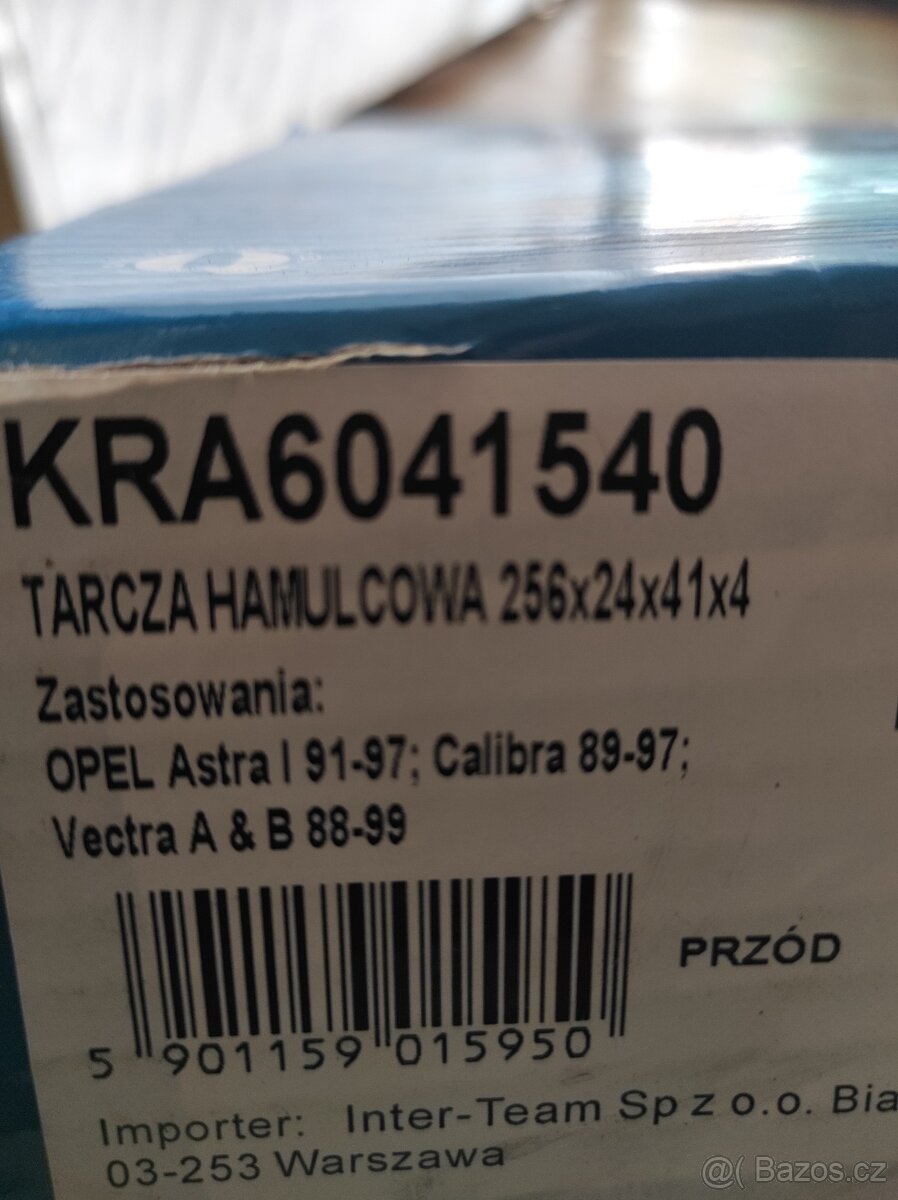 KRA6041540
TARCZA HAMULCOWA 256x24x41x4
Zastosowania:
OPEL Astra I 91-97; Calibra 89-97;
Vectra A & B 88-99
PRZÓD
5 901159 015950
Importer: Inter-Team Sp z o.o. Bia
03-253 Warszawa
@( Bazos.cz